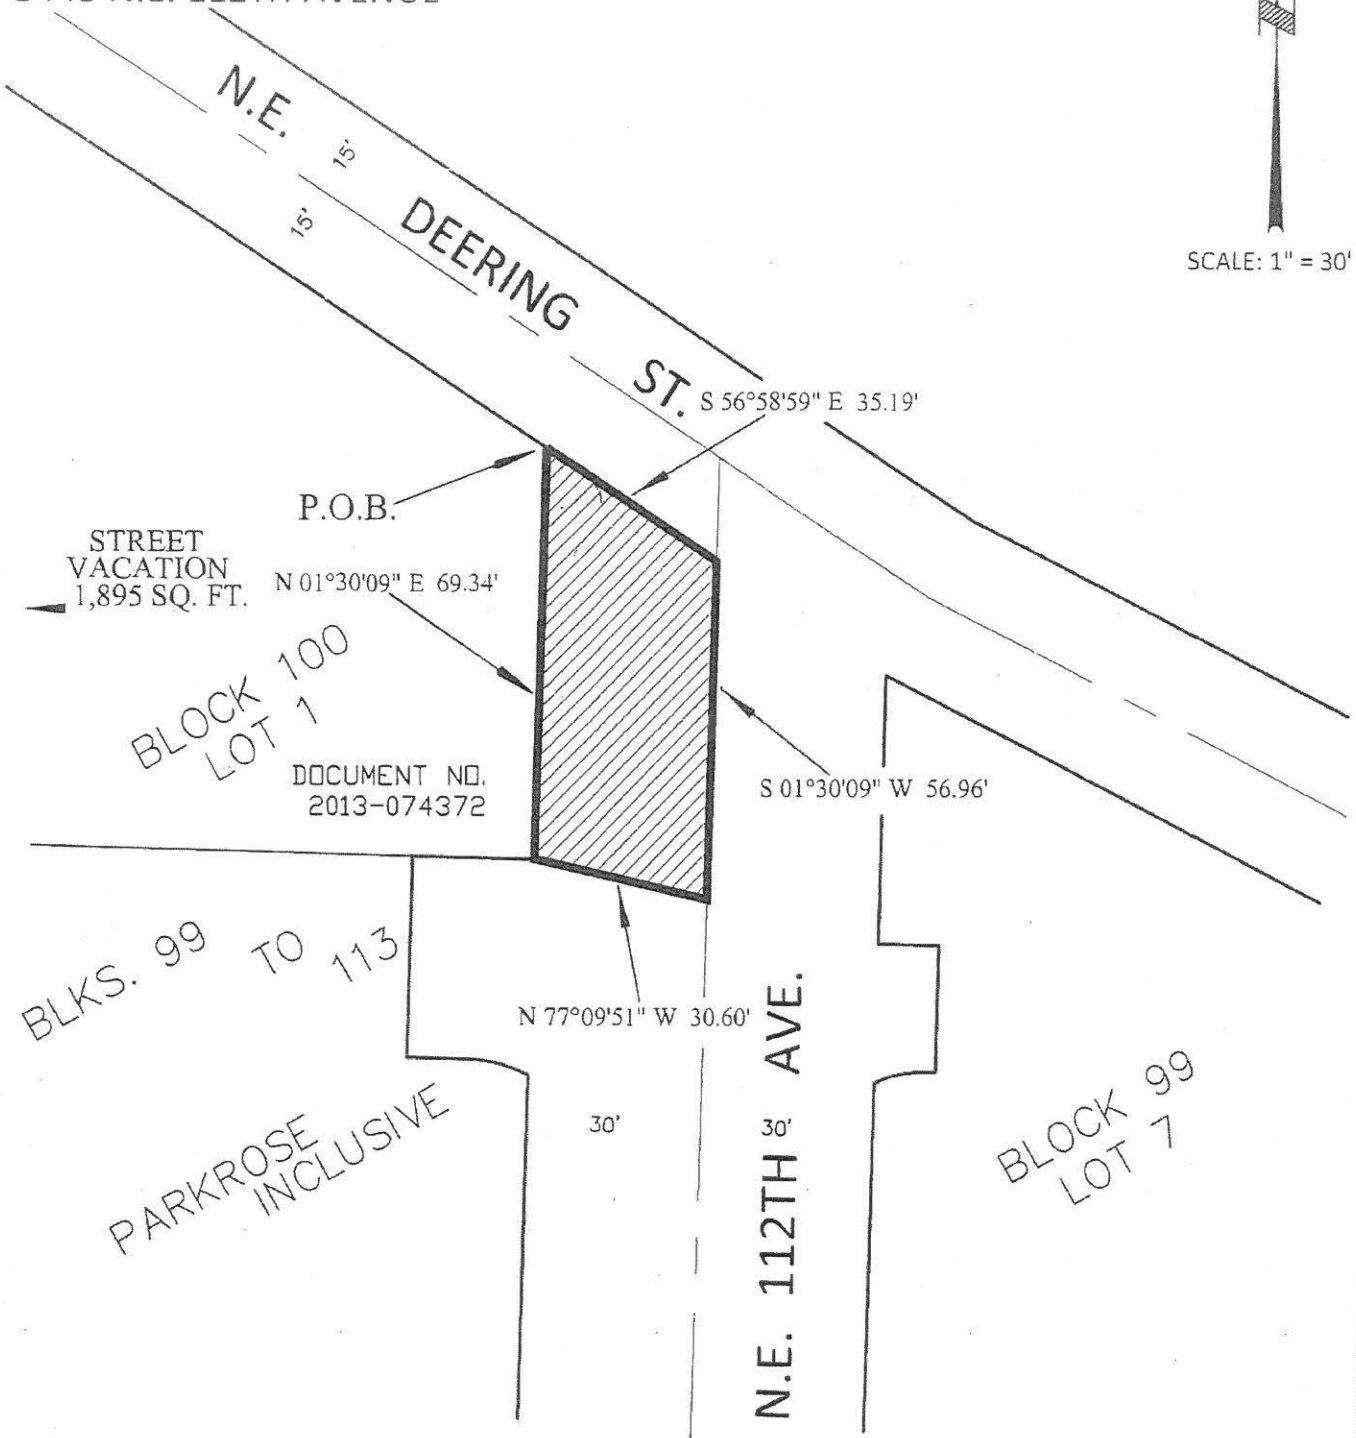 N.E. DEERING ST.
15'
15'
SCALE: 1" = 30'
S 56°58'59" E 35.19'
P.O.B.
STREET
VACATION
1,895 SQ. FT.
N 01°30'09" E 69.34'
BLOCK 100
LOT 1
DOCUMENT NO.
2013-074372
S 01°30'09" W 56.96'
BLKS. 99 TO 113
N 77°09'51" W 30.60'
PARKROSE
INCLUSIVE
30'
30'
N.E. 112TH AVE.
BLOCK 99
LOT 7